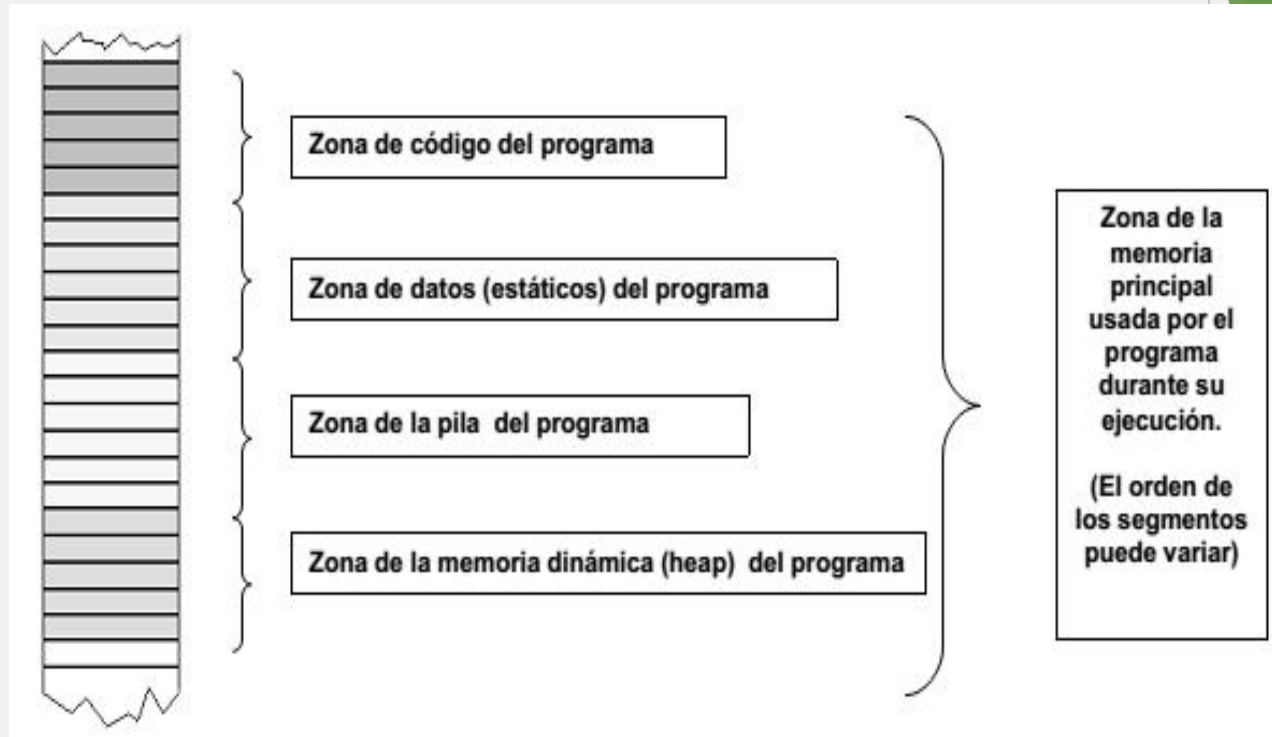 Zona de código del programa
Zona de datos (estáticos) del programa
Zona de la pila del programa
Zona de la memoria dinámica (heap) del programa
Zona de la
memoria
principal
usada por el
programa
durante su
ejecución.
(El orden de
los segmentos
puede variar)